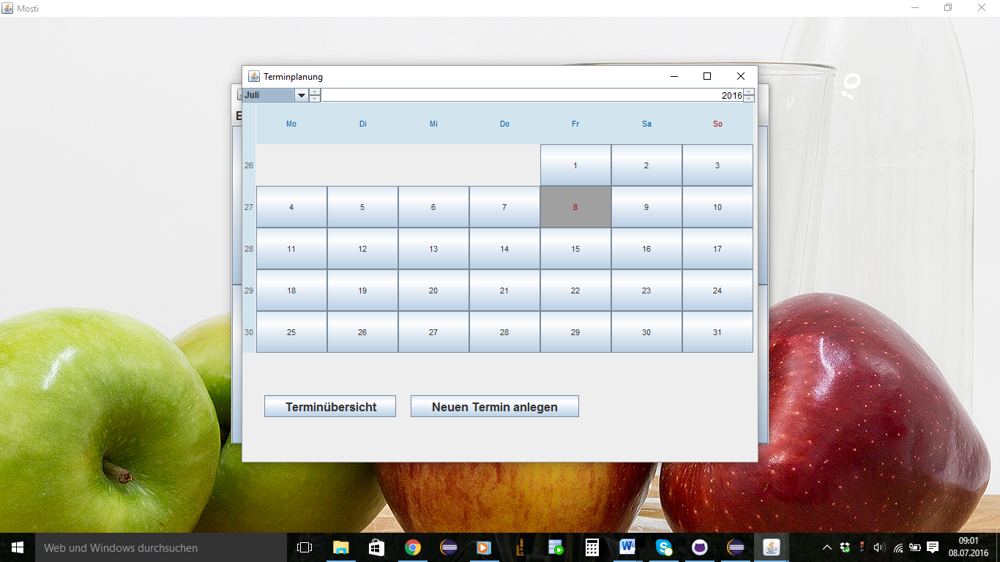 Mosti
Terminplanung
Juli 2016
E
Mo Di Mi Do Fr Sa So
26 1 2 3
27 4 5 6 7 8 9 10
28 11 12 13 14 15 16 17
29 18 19 20 21 22 23 24
30 25 26 27 28 29 30 31
Terminübersicht Neuen Termin anlegen
Web und Windows durchsuchen
09:01
08.07.2016